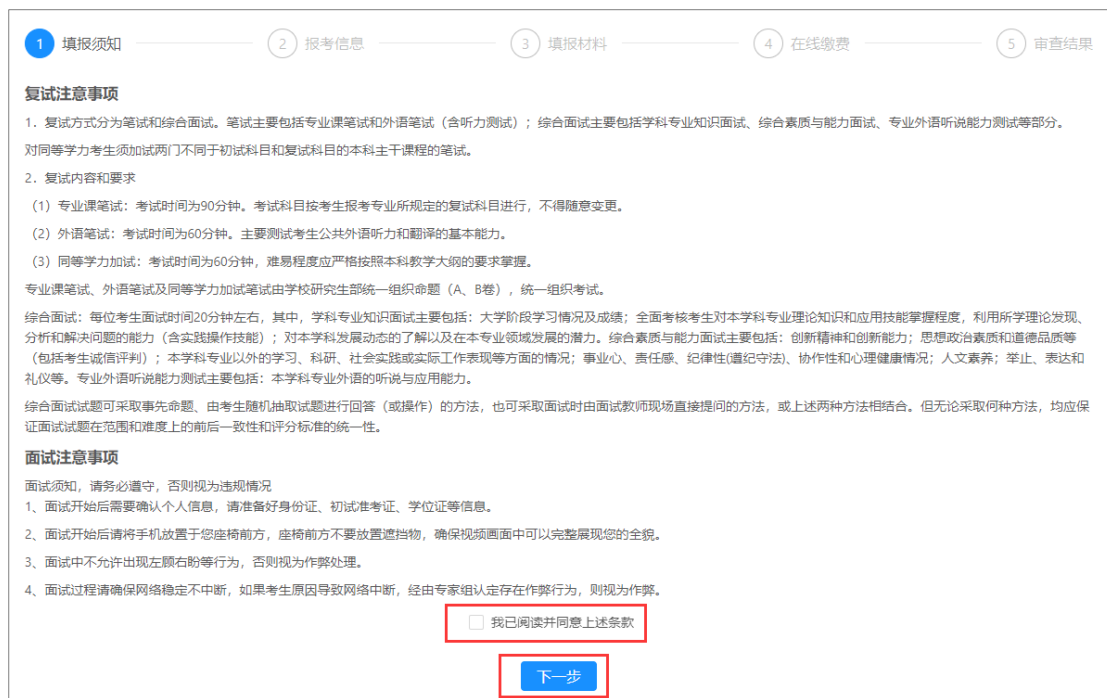 1 填报须知 2 报考信息 3 填报材料 4 在线缴费 5 审查结果
复试注意事项
1. 复试方式分为笔试和综合面试。笔试主要包括专业课笔试和外语笔试（含听力测试）；综合面试主要包括学科专业知识面试、综合素质与能力面试、专业外语听说能力测试等部分。
对同等学力考生须加试两门不同于初试科目和复试科目的本科主干课程的笔试。
2. 复试内容和要求
（1）专业课笔试：考试时间为90分钟。考试科目按考生报考专业所规定的复试科目进行，不得随意变更。
（2）外语笔试：考试时间为60分钟。主要测试考生公共外语听力和翻译的基本能力。
（3）同等学力加试：考试时间为60分钟，难易程度应严格按照本科教学大纲的要求掌握。
专业课笔试、外语笔试及同等学力加试笔试由学校研究生部统一组织命题（A、B卷），统一组织考试。
综合面试：每位考生面试时间20分钟左右，其中，学科专业知识面试主要包括：大学阶段学习情况及成绩；全面考核考生对本学科专业理论知识和应用技能掌握程度，利用所学理论发现、
分析和解决问题的能力（含实践操作技能）；对本学科发展动态的了解以及在本专业领域发展的潜力。综合素质与能力面试主要包括：创新精神和创新能力；思想政治素质和道德品质等
（包括考生诚信评判）；本学科专业以外的学习、科研、社会实践或实际工作表现等方面的情况；事业心、责任感、纪律性(遵纪守法)、协作性和心理健康情况；人文素养；举止、表达和
礼仪等。专业外语听说能力测试主要包括：本学科专业外语的听说与应用能力。
综合面试试题可采取事先命题、由考生随机抽取试题进行回答（或操作）的方法，也可采取面试时由面试教师现场直接提问的方法，或上述两种方法相结合。但无论采取何种方法，均应保
证面试试题在范围和难度上的前后一致性和评分标准的统一性。
面试注意事项
面试须知，请务必遵守，否则视为违规情况
1、面试开始后需要确认个人信息，请准备好身份证、初试准考证、学位证等信息。
2、面试开始后请将手机放置于您座椅前方，座椅前方不要放置遮挡物，确保视频画面中可以完整展现您的全貌。
3、面试中不允许出现左顾右盼等行为，否则视为作弊处理。
4、面试过程请确保网络稳定不中断，如果考生原因导致网络中断，经由专家组认定存在作弊行为，则视为作弊。
我已阅读并同意上述条款
下一步